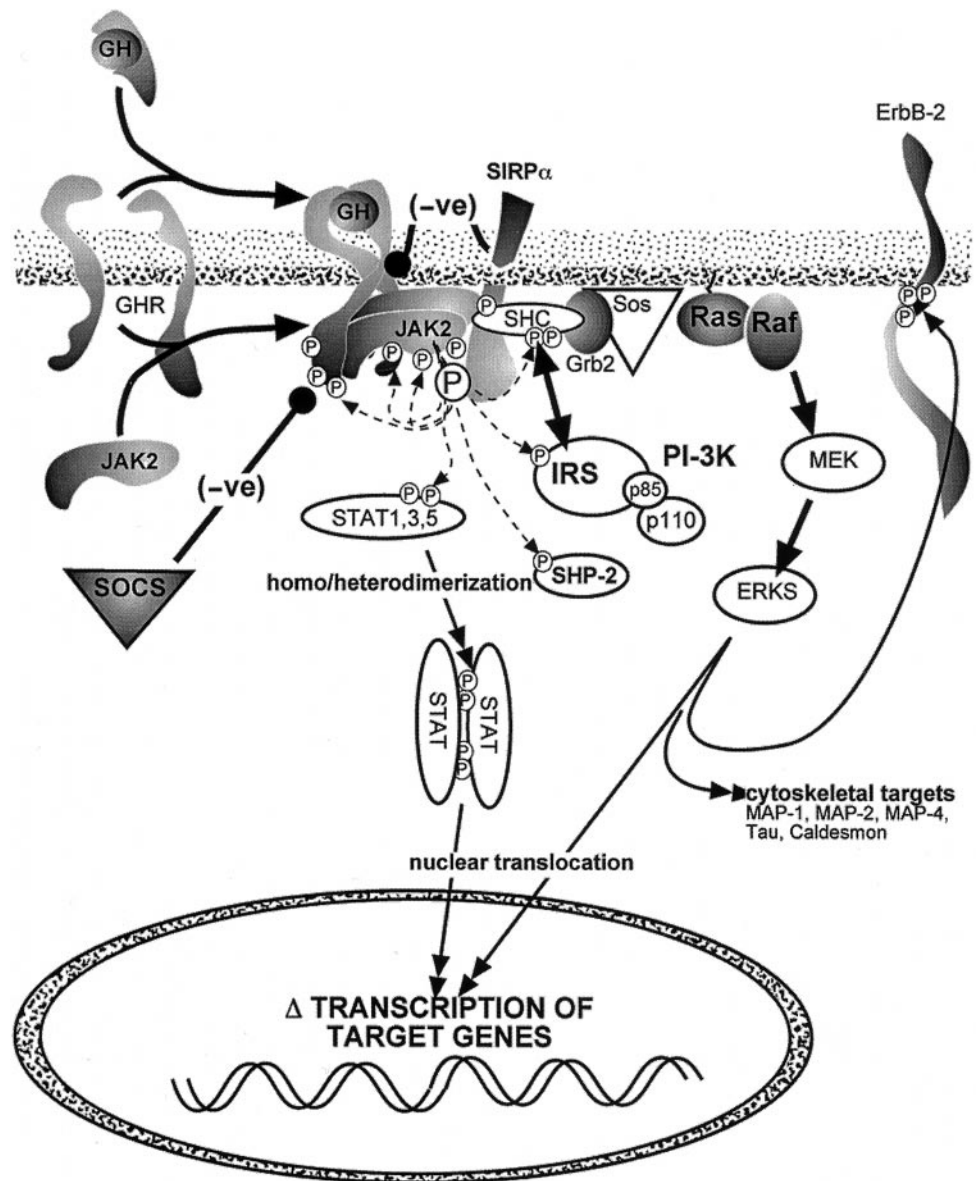 GH
ErbB-2
SIRPα
(-ve)
GH
GHR
Sos
P
SHC
Ras
Raf
P P
P
JAK2
P P
Grb2
P
P
P
P
P
P
P
P
JAK2
(-ve)
P
IRS
PI-3K
p85
p110
MEK
P P
STAT1,3,5
P
SHP-2
SOCS
homo/heterodimerization
ERKS
STAT
P
P
P
P
STAT
cytoskeletal targets
MAP-1, MAP-2, MAP-4,
Tau, Caldesmon
nuclear translocation
Δ TRANSCRIPTION OF
TARGET GENES